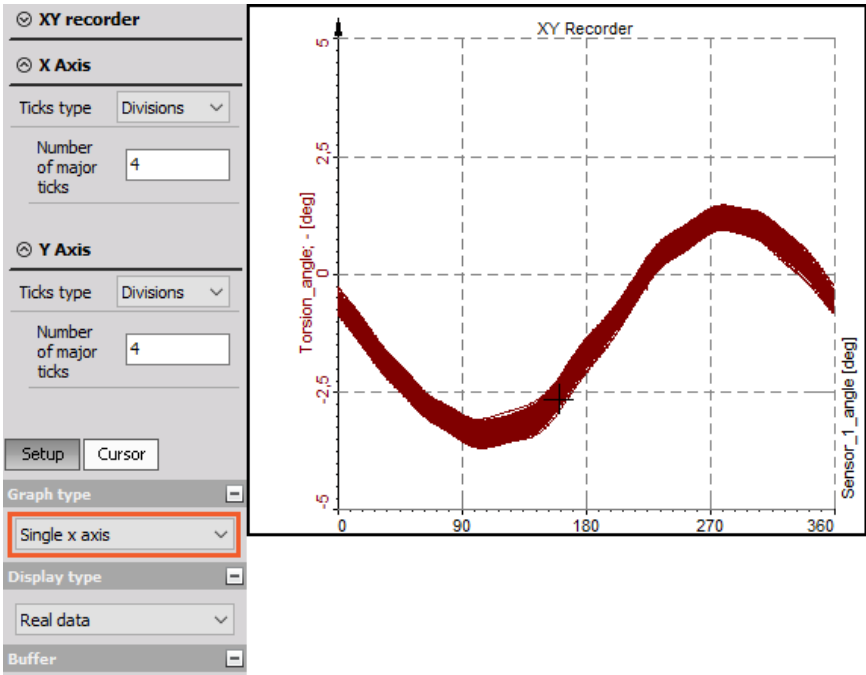 XY recorder
X Axis
Ticks type Divisions
Number
of major
ticks
4
Y Axis
Ticks type Divisions
Number
of major
ticks
4
Setup Cursor
Graph type
Single x axis
Display type
Real data
Buffer
XY Recorder
5
2,5
0
-2,5
-5
Torsion_angle; - [deg]
0 90 180 270 360
Sensor_1_angle [deg]